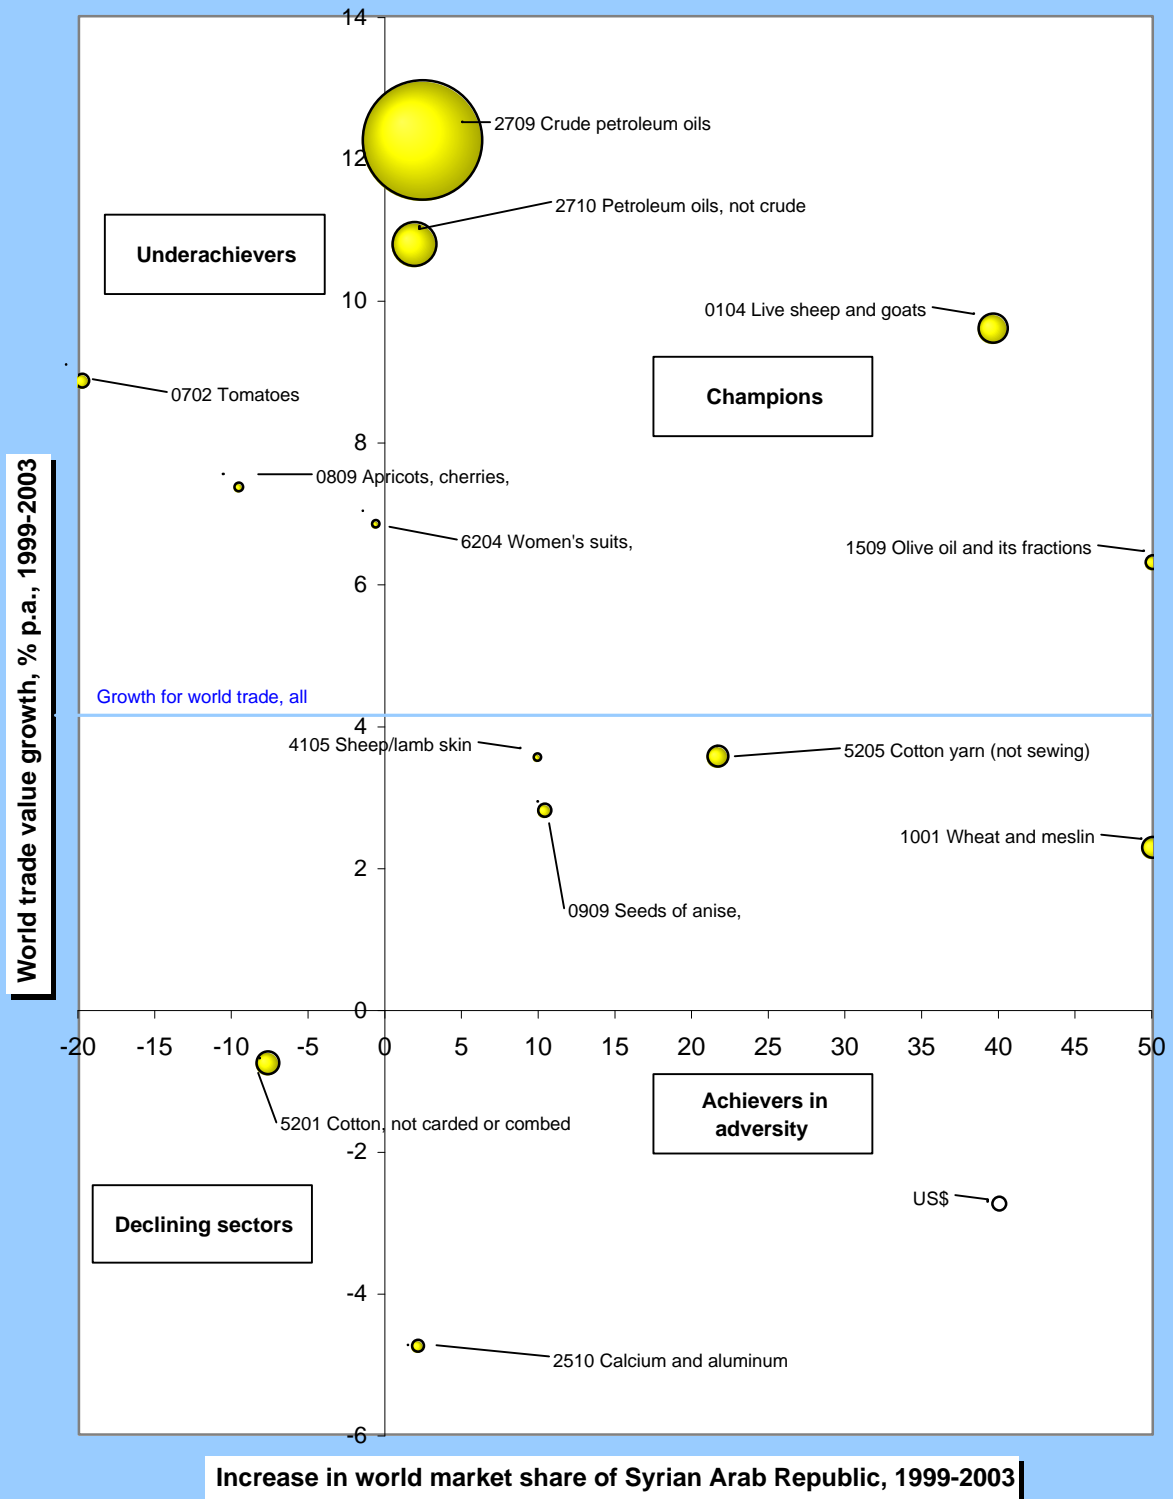 14
2709 Crude petroleum oils
12
2710 Petroleum oils, not crude
Underachievers
10
0104 Live sheep and goats
0702 Tomatoes
Champions
8
0809 Apricots, cherries,
6204 Women's suits,
1509 Olive oil and its fractions
6
World trade value growth, % p.a., 1999-2003
Growth for world trade, all
4
4105 Sheep/lamb skin
5205 Cotton yarn (not sewing)
1001 Wheat and meslin
2
0909 Seeds of anise,
0
-20 -15 -10 -5 0 5 10 15 20 25 30 35 40 45 50
5201 Cotton, not carded or combed
Achievers in
adversity
-2
US$
Declining sectors
-4
2510 Calcium and aluminum
-6
Increase in world market share of Syrian Arab Republic, 1999-2003